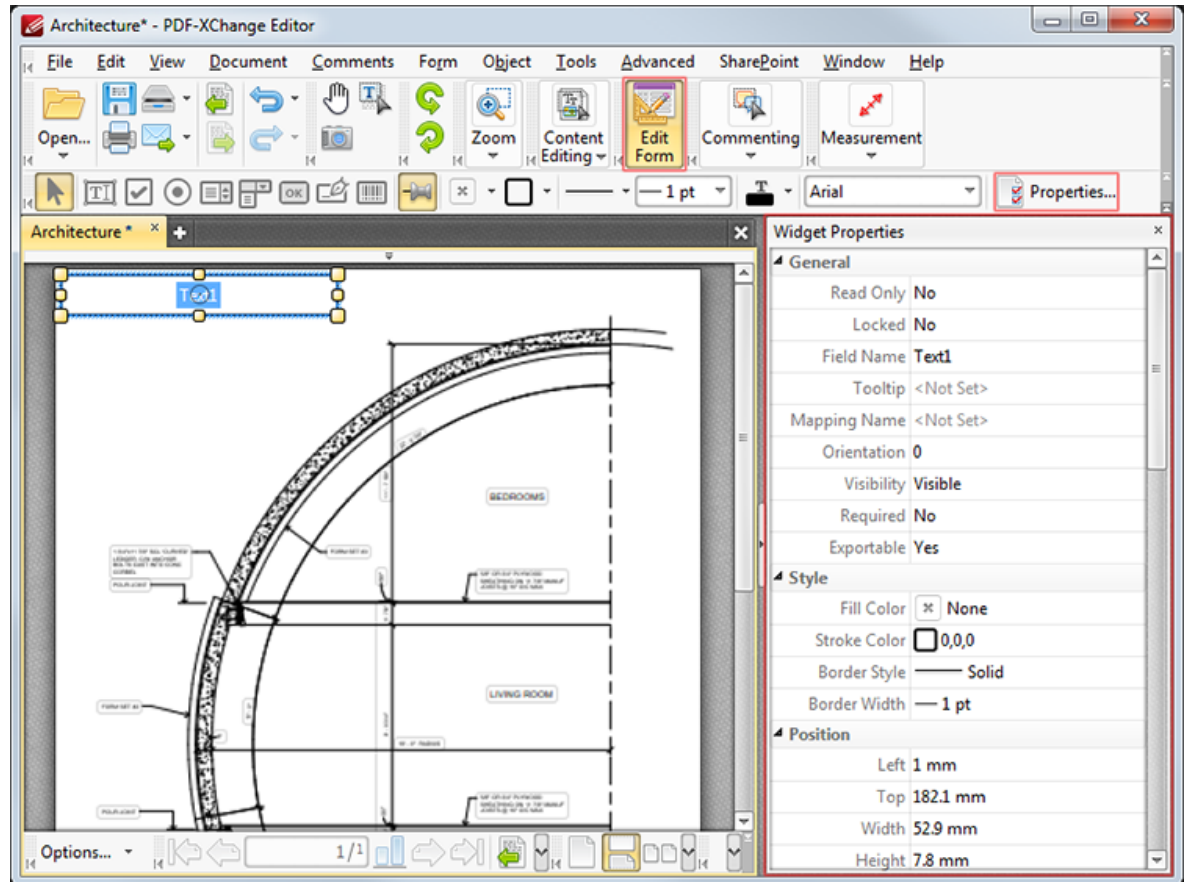 Architecture* - PDF-XChange Editor
File Edit View Document Comments Form Object Tools Advanced SharePoint Window Help
Open... Zoom Content Editing Edit Form Commenting Measurement
OK 1 pt T Arial Properties...
Architecture *
Widget Properties
General
Text1
Read Only No
Locked No
Field Name Text1
Tooltip <Not Set>
Mapping Name <Not Set>
Orientation 0
Visibility Visible
BEDROOMS
Required No
Exportable Yes
Style
Fill Color None
Stroke Color 0,0,0
Border Style Solid
LIVING ROOM
Border Width 1 pt
Position
Left 1 mm
Top 182.1 mm
Width 52.9 mm
Options... 1/1
Height 7.8 mm